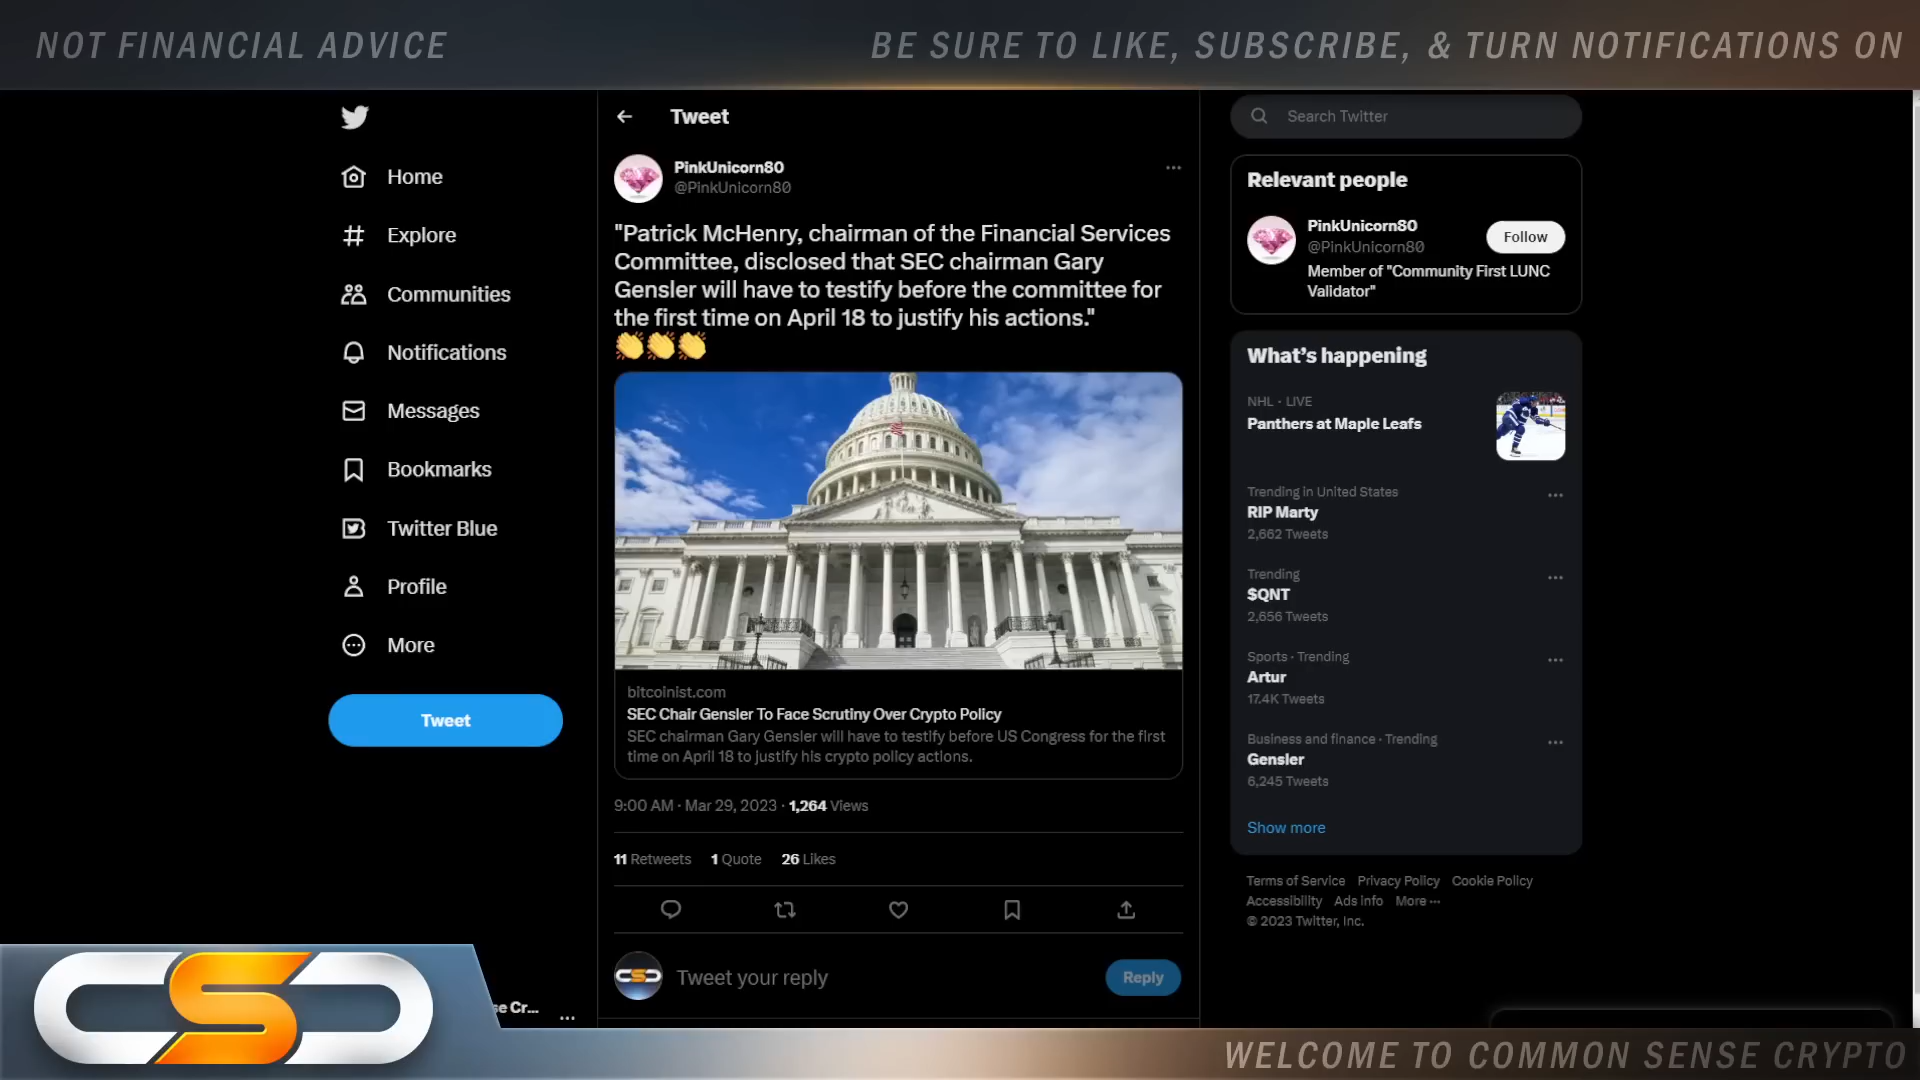 NOT FINANCIAL ADVICE
BE SURE TO LIKE, SUBSCRIBE, & TURN NOTIFICATIONS ON
Home
Explore
Communities
Notifications
Messages
Bookmarks
Twitter Blue
Profile
More
Tweet
se Cr...
Tweet
PinkUnicorn80
@PinkUnicorn80
"Patrick McHenry, chairman of the Financial Services
Committee, disclosed that SEC chairman Gary
Gensler will have to testify before the committee for
the first time on April 18 to justify his actions."
👏👏👏
bitcoinist.com
SEC Chair Gensler To Face Scrutiny Over Crypto Policy
SEC chairman Gary Gensler will have to testify before US Congress for the first
time on April 18 to justify his crypto policy actions.
9:00 AM · Mar 29, 2023 · 1,264 Views
11 Retweets 1 Quote 26 Likes
CSC
Tweet your reply
Reply
Search Twitter
Relevant people
PinkUnicorn80
@PinkUnicorn80
Follow
Member of "Community First LUNC
Validator"
What's happening
NHL · LIVE
Panthers at Maple Leafs
Trending in United States
RIP Marty
2,662 Tweets
Trending
$QNT
2,656 Tweets
Sports · Trending
Artur
17.4K Tweets
Business and finance · Trending
Gensler
6,245 Tweets
Show more
Terms of Service Privacy Policy Cookie Policy
Accessibility Ads info More ...
© 2023 Twitter, Inc.
CSC
WELCOME TO COMMON SENSE CRYPTO